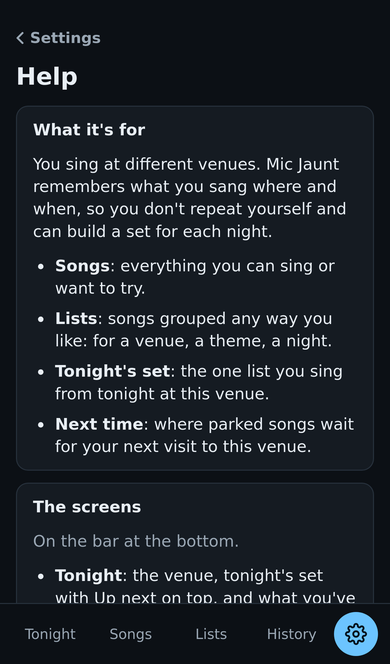 Settings
Help
What it's for
You sing at different venues. Mic Jaunt
remembers what you sang where and
when, so you don't repeat yourself and
can build a set for each night.
• Songs: everything you can sing or
want to try.
• Lists: songs grouped any way you
like: for a venue, a theme, a night.
• Tonight's set: the one list you sing
from tonight at this venue.
• Next time: where parked songs wait
for your next visit to this venue.
The screens
On the bar at the bottom.
• Tonight: the venue, tonight's set
with Up next on top, and what you've
Tonight Songs Lists History